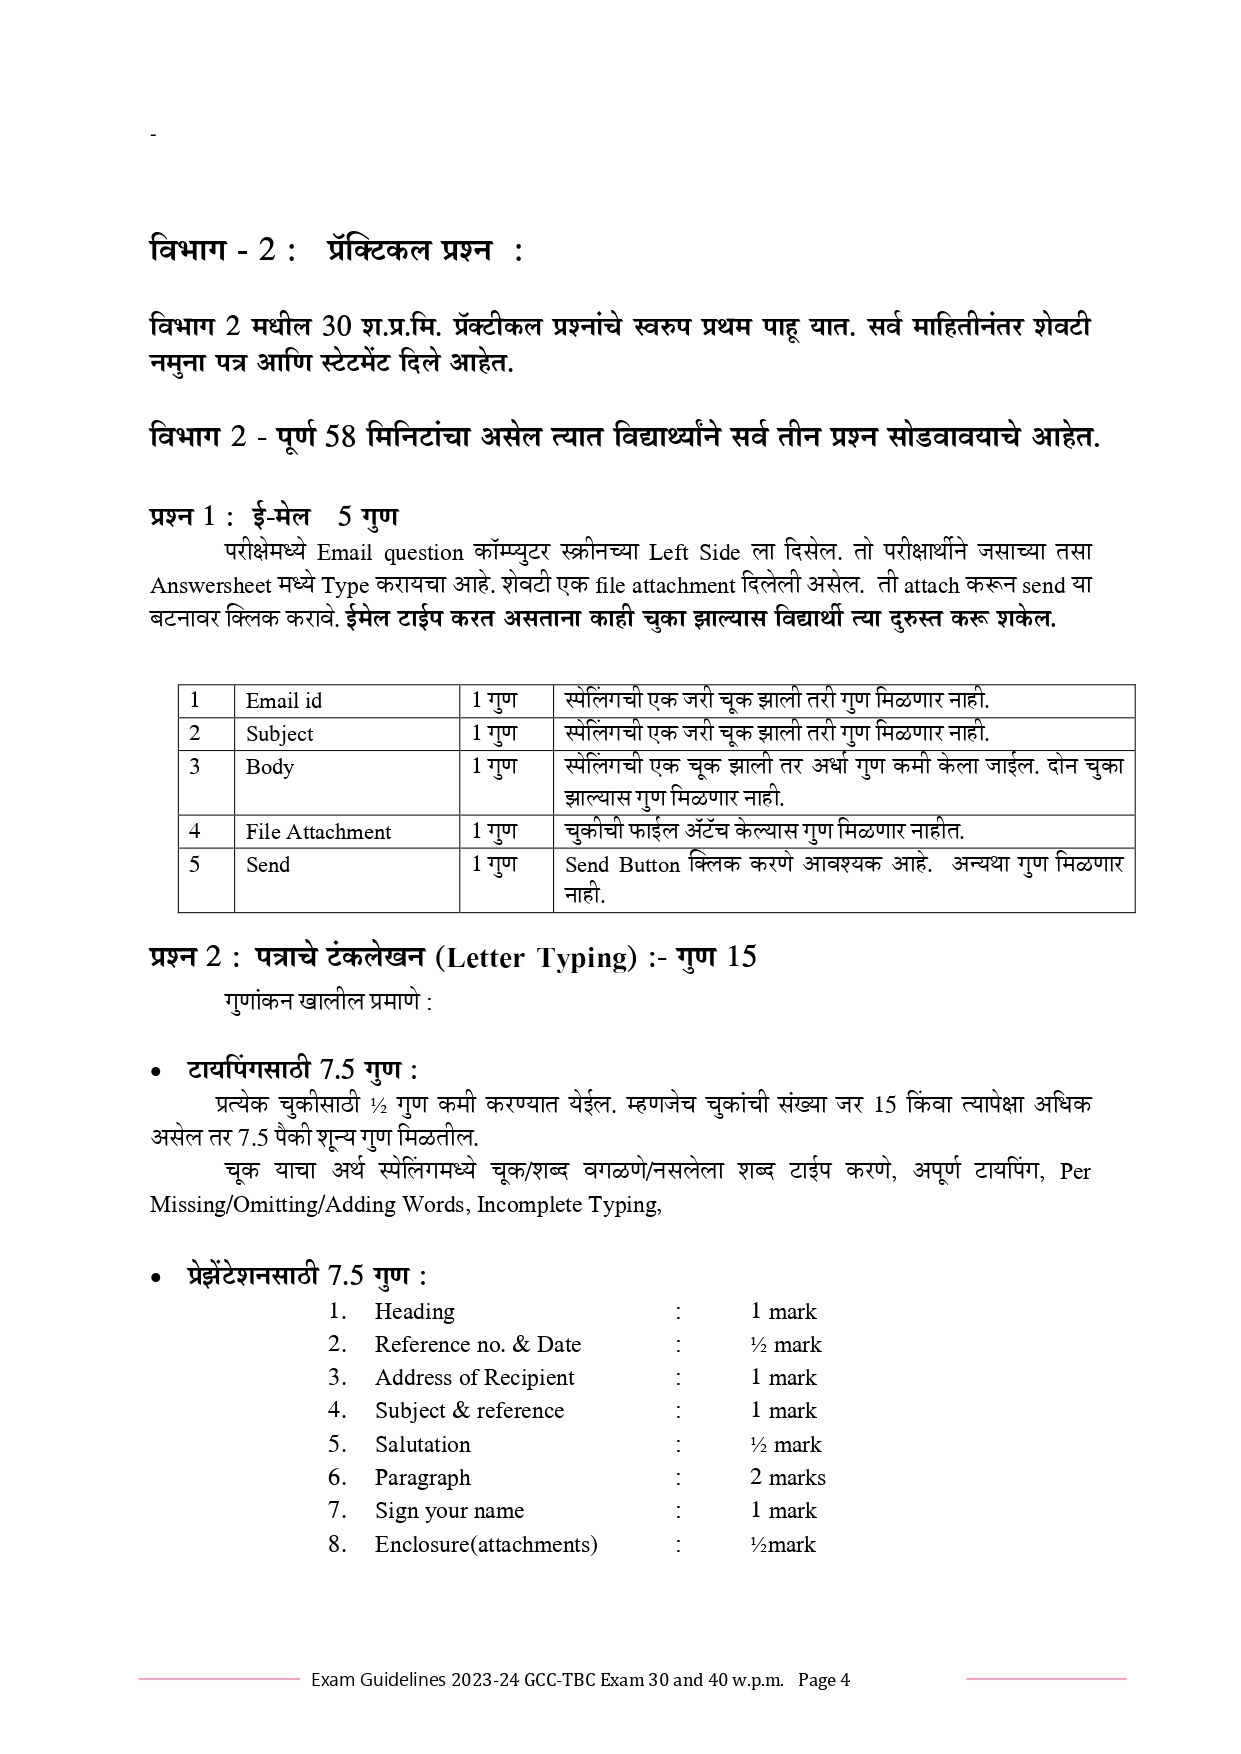 -
विभाग - 2 : प्रॅक्टिकल प्रश्न :
विभाग 2 मधील 30 श.प्र.मि. प्रॅक्टीकल प्रश्नांचे स्वरुप प्रथम पाहू यात. सर्व माहितीनंतर शेवटी
नमुना पत्र आणि स्टेटमेंट दिले आहेत.
विभाग 2 - पूर्ण 58 मिनिटांचा असेल त्यात विद्यार्थ्यांने सर्व तीन प्रश्न सोडवावयाचे आहेत.
प्रश्न 1 : ई-मेल 5 गुण
परीक्षेमध्ये Email question कॉम्प्युटर स्क्रीनच्या Left Side ला दिसेल. तो परीक्षार्थीने जसाच्या तसा
Answersheet मध्ये Type करायचा आहे. शेवटी एक file attachment दिलेली असेल. ती attach करून send या
बटनावर क्लिक करावे. ईमेल टाईप करत असताना काही चुका झाल्यास विद्यार्थी त्या दुरुस्त करू शकेल.
1 Email id 1 गुण स्पेलिंगची एक जरी चूक झाली तरी गुण मिळणार नाही.
2 Subject 1 गुण स्पेलिंगची एक जरी चूक झाली तरी गुण मिळणार नाही.
3 Body 1 गुण स्पेलिंगची एक चूक झाली तर अर्धा गुण कमी केला जाईल. दोन चुका
झाल्यास गुण मिळणार नाही.
4 File Attachment 1 गुण चुकीची फाईल अ‍ॅटॅच केल्यास गुण मिळणार नाहीत.
5 Send 1 गुण Send Button क्लिक करणे आवश्यक आहे. अन्यथा गुण मिळणार
नाही.
प्रश्न 2 : पत्राचे टंकलेखन (Letter Typing) :- गुण 15
गुणांकन खालील प्रमाणे :
• टायपिंगसाठी 7.5 गुण :
प्रत्येक चुकीसाठी ½ गुण कमी करण्यात येईल. म्हणजेच चुकांची संख्या जर 15 किंवा त्यापेक्षा अधिक
असेल तर 7.5 पैकी शून्य गुण मिळतील.
चूक याचा अर्थ स्पेलिंगमध्ये चूक/शब्द वगळणे/नसलेला शब्द टाईप करणे, अपूर्ण टायपिंग, Per
Missing/Omitting/Adding Words, Incomplete Typing,
• प्रेझेंटेशनसाठी 7.5 गुण :
1. Heading : 1 mark
2. Reference no. & Date : ½ mark
3. Address of Recipient : 1 mark
4. Subject & reference : 1 mark
5. Salutation : ½ mark
6. Paragraph : 2 marks
7. Sign your name : 1 mark
8. Enclosure(attachments) : ½mark
Exam Guidelines 2023-24 GCC-TBC Exam 30 and 40 w.p.m. Page 4